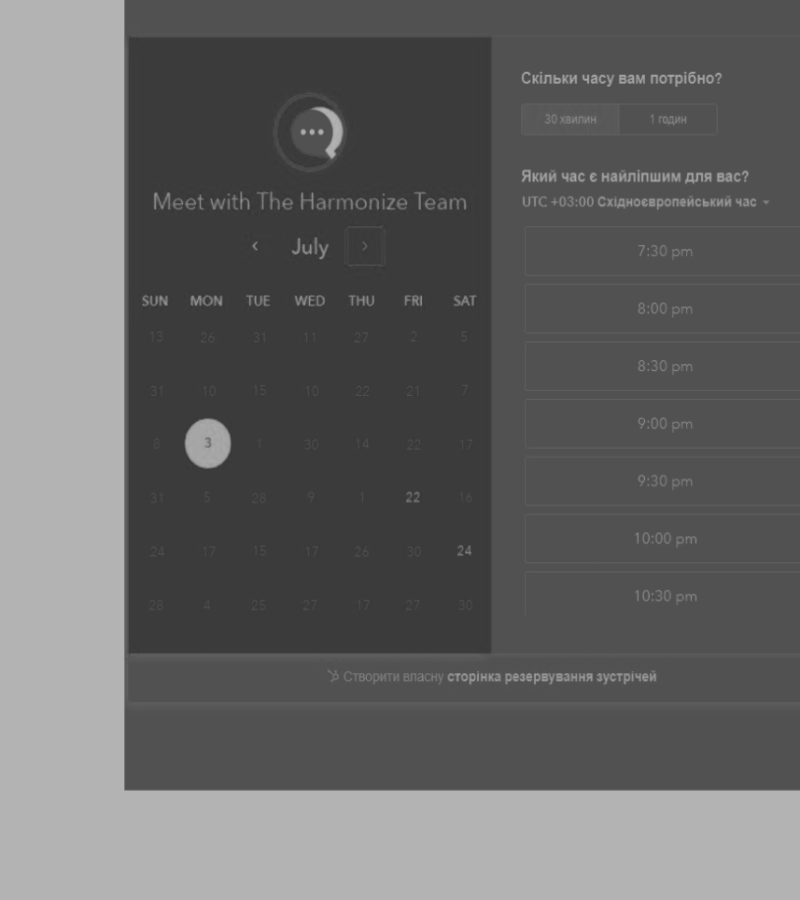 Meet with The Harmonize Team
‹ July ›
SUN MON TUE WED THU FRI SAT
13 26 31 11 27 2 5
31 10 15 10 22 21 7
8 3 1 30 14 22 17
31 5 28 9 1 22 16
24 17 15 17 26 30 24
28 4 25 27 17 27 30
Скільки часу вам потрібно?
30 хвилин 1 годин
Який час є найліпшим для вас?
UTC +03:00 Східноєвропейський час
7:30 pm
8:00 pm
8:30 pm
9:00 pm
9:30 pm
10:00 pm
10:30 pm
Створити власну сторінка резервування зустрічей